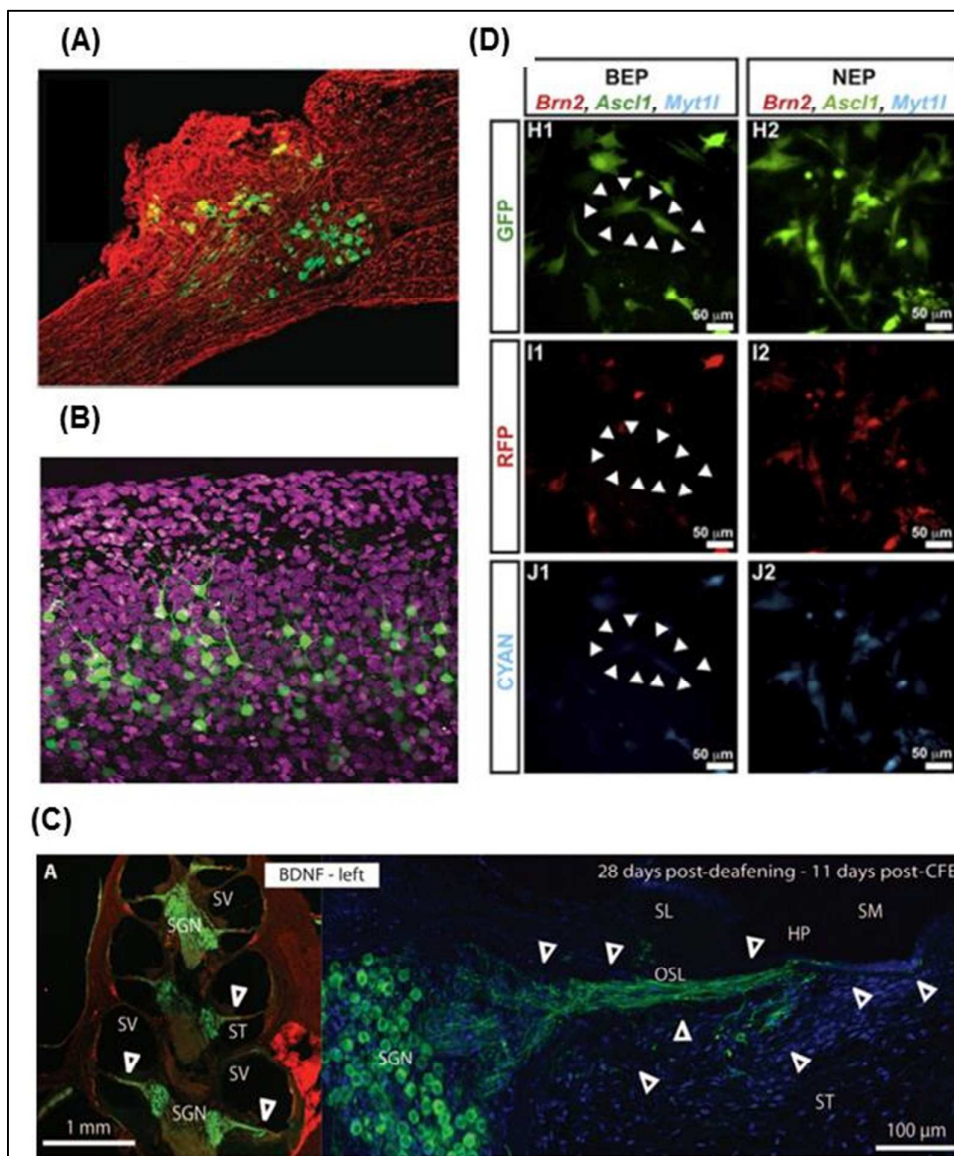 (A)
(B)
(D)
BEP
Brn2, Ascl1, Myt1l
NEP
Brn2, Ascl1, Myt1l
GFP
H1
50 µm
H2
50 µm
RFP
I1
50 µm
I2
50 µm
CYAN
J1
50 µm
J2
50 µm
(C)
A
BDNF - left
SV
SGN
SV
ST
SV
SGN
1 mm
28 days post-deafening - 11 days post-CFE
SL
SM
HP
OSL
SGN
ST
100 µm